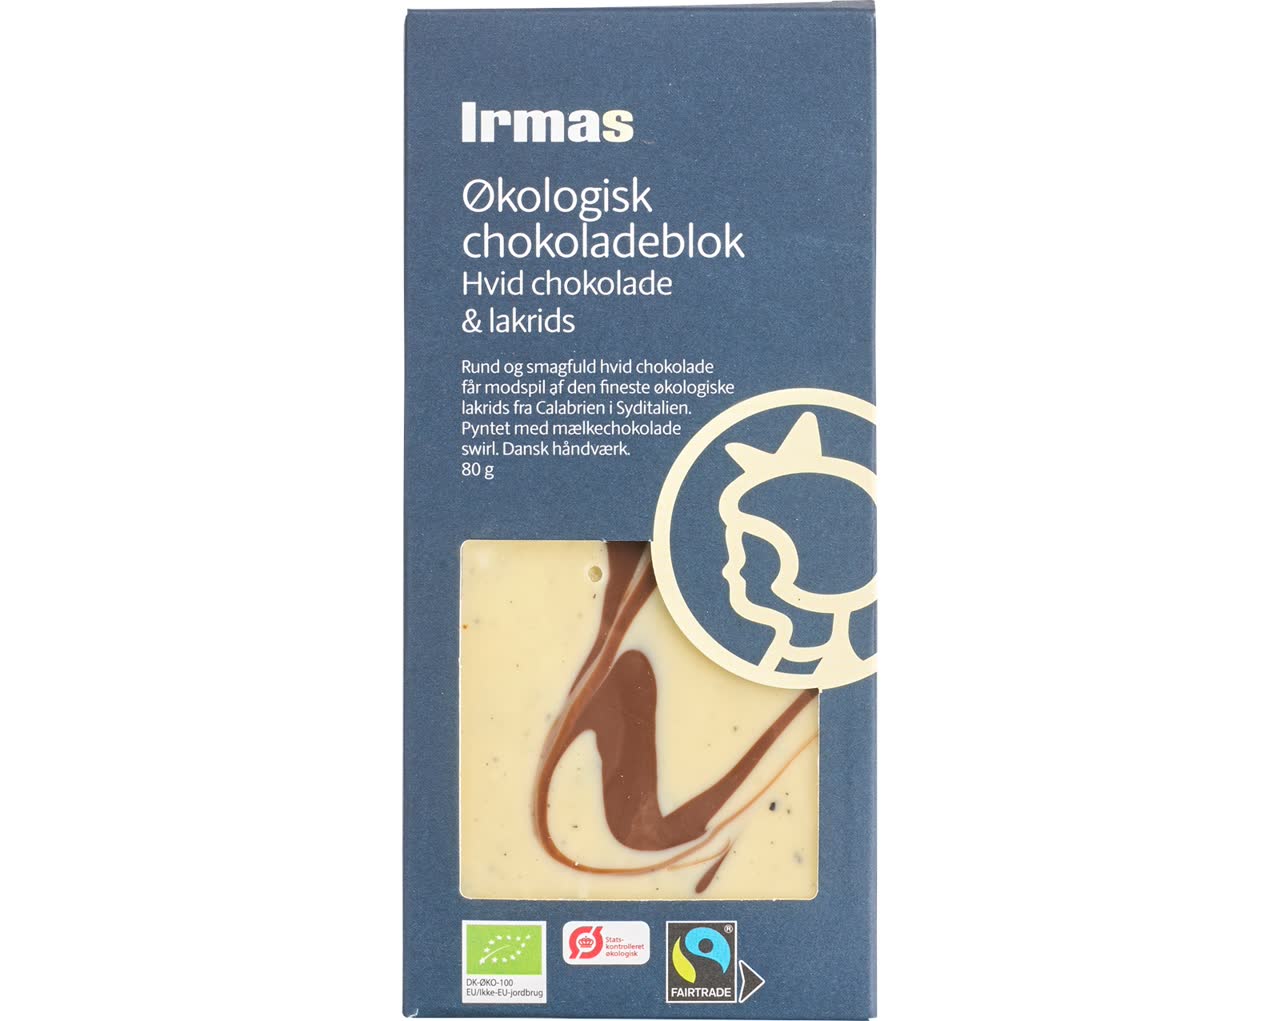 Irmas
Økologisk
chokoladeblok
Hvid chokolade
& lakrids
Rund og smagfuld hvid chokolade
får modspil af den fineste økologiske
lakrids fra Calabrien i Syditalien.
Pyntet med mælkechokolade
swirl. Dansk håndværk.
80 g
DK-ØKO-100
EU/Ikke-EU-jordbrug
Ø
Stats-
kontrolleret
økologisk
®
FAIRTRADE